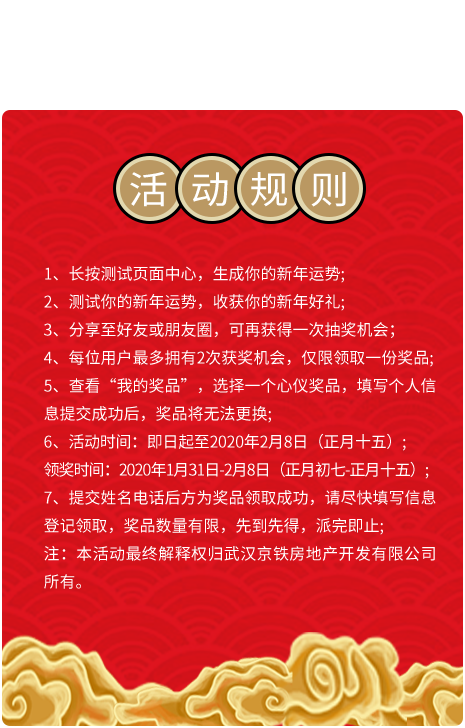 活动规则
1、长按测试页面中心，生成你的新年运势;
2、测试你的新年运势，收获你的新年好礼;
3、分享至好友或朋友圈，可再获得一次抽奖机会；
4、每位用户最多拥有2次获奖机会，仅限领取一份奖品;
5、查看“我的奖品”，选择一个心仪奖品，填写个人信
息提交成功后，奖品将无法更换;
6、活动时间：即日起至2020年2月8日（正月十五）;
领奖时间：2020年1月31日-2月8日（正月初七-正月十五）;
7、提交姓名电话后方为奖品领取成功，请尽快填写信息
登记领取，奖品数量有限，先到先得，派完即止;
注：本活动最终解释权归武汉京铁房地产开发有限公司
所有。